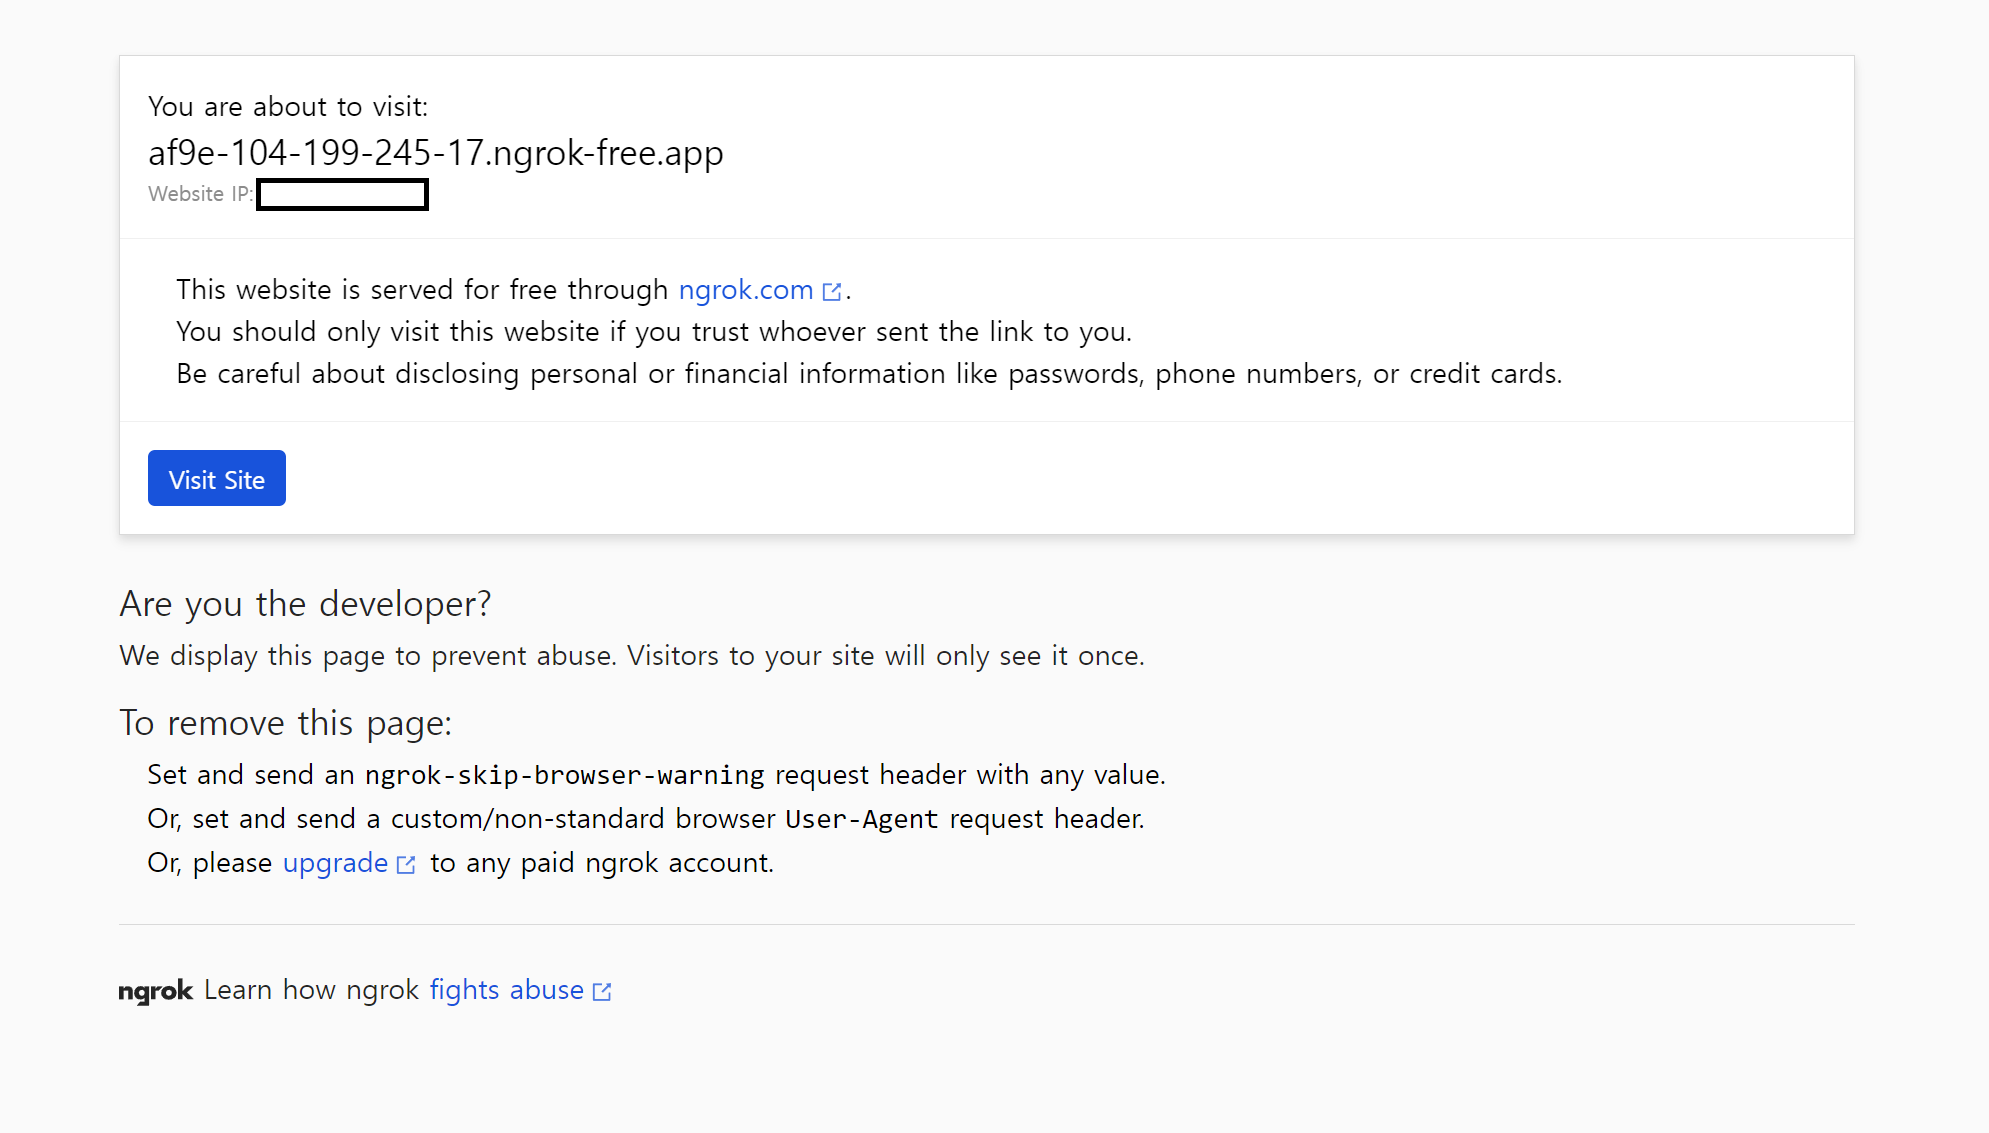 You are about to visit:
af9e-104-199-245-17.ngrok-free.app
Website IP:
This website is served for free through ngrok.com.
You should only visit this website if you trust whoever sent the link to you.
Be careful about disclosing personal or financial information like passwords, phone numbers, or credit cards.
Visit Site
Are you the developer?
We display this page to prevent abuse. Visitors to your site will only see it once.
To remove this page:
Set and send an ngrok-skip-browser-warning request header with any value.
Or, set and send a custom/non-standard browser User-Agent request header.
Or, please upgrade to any paid ngrok account.
ngrok Learn how ngrok fights abuse